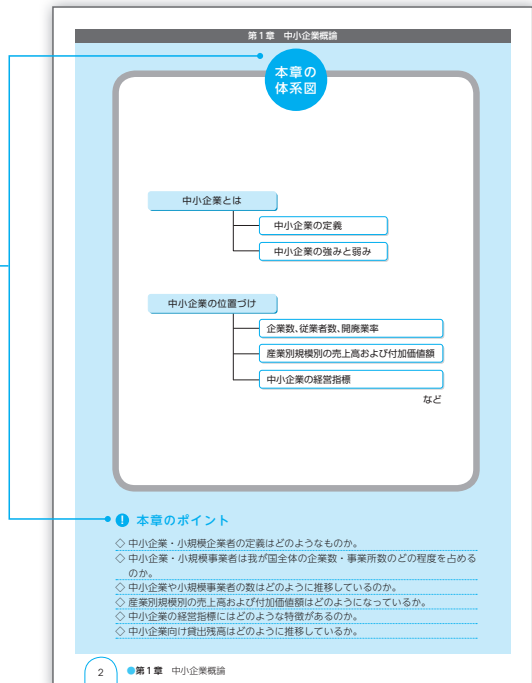 第1章 中小企業概論
本章の
体系図
中小企業とは
中小企業の定義
中小企業の強みと弱み
中小企業の位置づけ
企業数、従業者数、開廃業率
産業別規模別の売上高および付加価値額
中小企業の経営指標
など
! 本章のポイント
◇ 中小企業・小規模企業者の定義はどのようなものか。
◇ 中小企業・小規模事業者は我が国全体の企業数・事業所数のどの程度を占める
のか。
◇ 中小企業や小規模事業者の数はどのように推移しているのか。
◇ 産業別規模別の売上高および付加価値額はどのようになっているか。
◇ 中小企業の経営指標にはどのような特徴があるのか。
◇ 中小企業向け貸出残高はどのように推移しているか。
2 ●第1章 中小企業概論